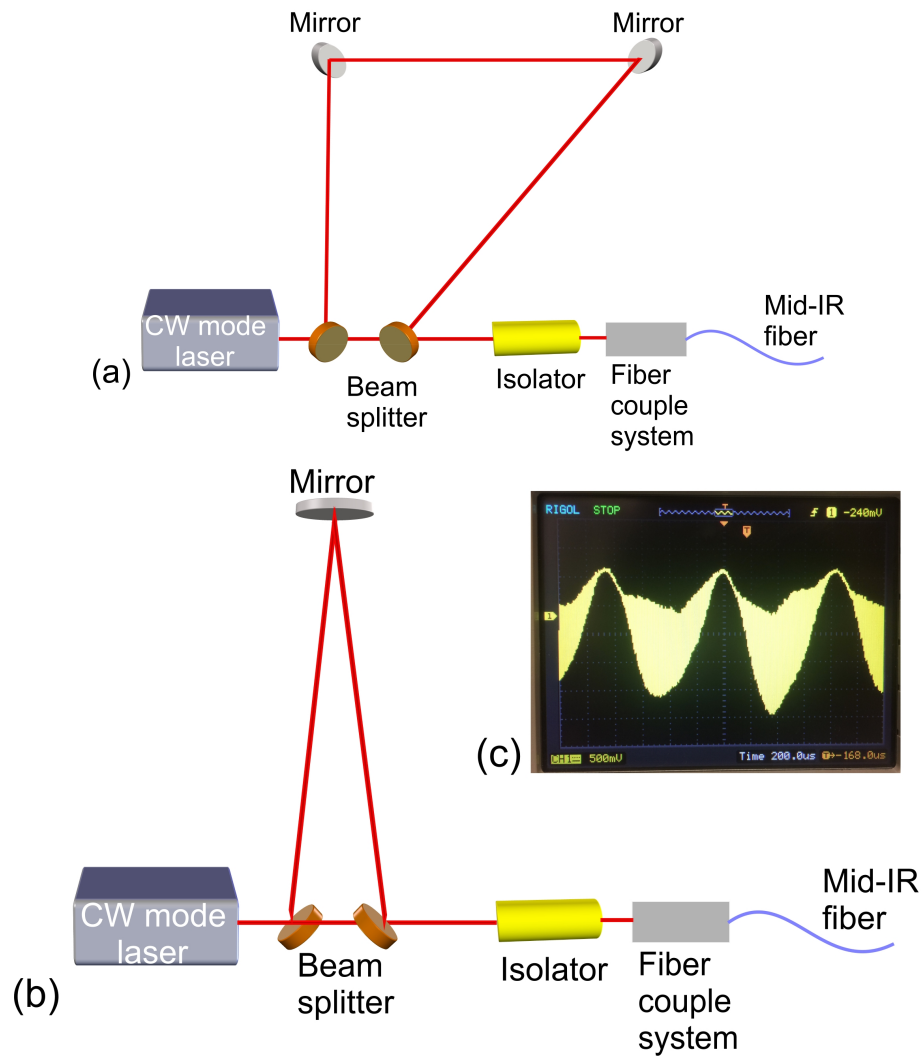 Mirror
Mirror
CW mode
laser
(a)
Beam
splitter
Isolator
Fiber
couple
system
Mid-IR
fiber
Mirror
RIGOL STOP
T
1 -240mV
T
1
CH1 500mV
Time 200.0us T→-168.0us
(c)
CW mode
laser
(b)
Beam
splitter
Isolator
Fiber
couple
system
Mid-IR
fiber